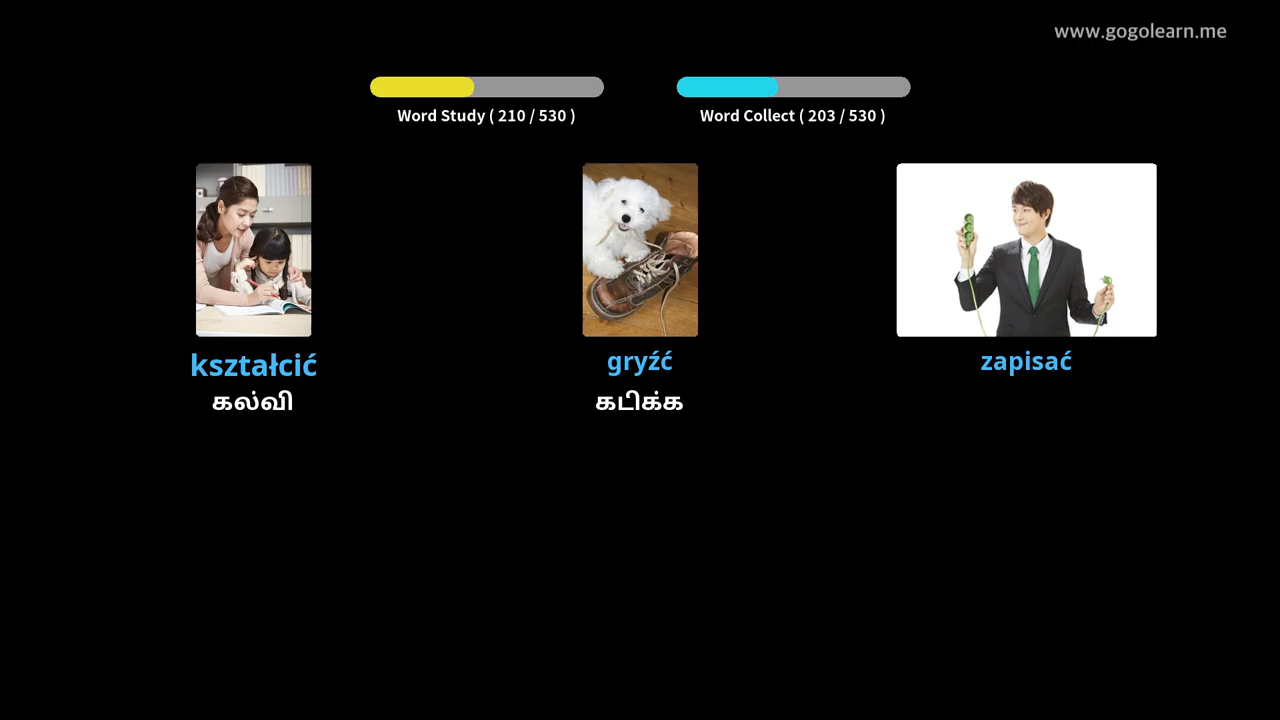 www.gogolearn.me
Word Study ( 210 / 530 )
Word Collect ( 203 / 530 )
kształcić
கல்வி
gryźć
கடிக்க
zapisać